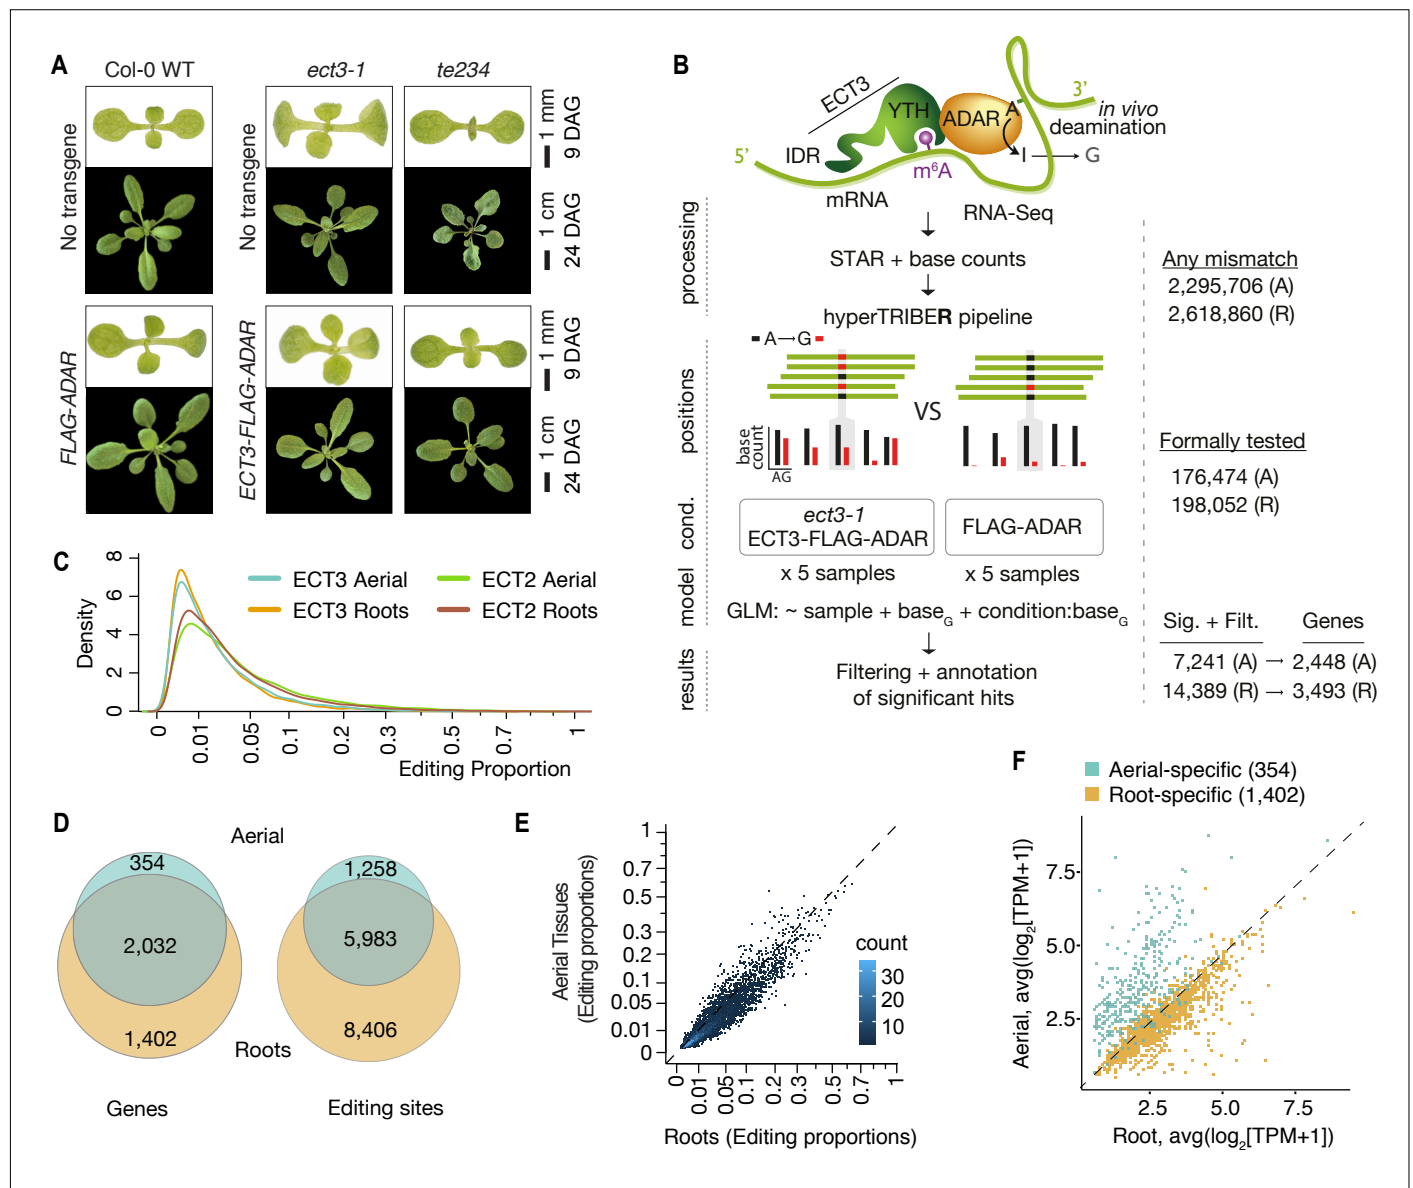 A
Col-0 WT
ect3-1
te234
No transgene
No transgene
1 mm
9 DAG
1 cm
24 DAG
FLAG-ADAR
ECT3-FLAG-ADAR
1 mm
9 DAG
1 cm
24 DAG
B
ECT3
YTH
ADAR
A
3’
in vivo
deamination
I → G
5’
IDR
m⁶A
mRNA
RNA-Seq
processing
STAR + base counts
hyperTRIBER pipeline
Any mismatch
2,295,706 (A)
2,618,860 (R)
positions
A→G
VS
base
count
AG
Formally tested
176,474 (A)
198,052 (R)
cond.
ect3-1
ECT3-FLAG-ADAR
FLAG-ADAR
x 5 samples
x 5 samples
model
GLM: ~ sample + base_G + condition:base_G
results
Filtering + annotation
of significant hits
Sig. + Filt.
Genes
7,241 (A) → 2,448 (A)
14,389 (R) → 3,493 (R)
C
Density
8
6
4
2
0
ECT3 Aerial
ECT2 Aerial
ECT3 Roots
ECT2 Roots
0
0.01
0.05
0.1
0.2
0.3
0.5
0.7
1
Editing Proportion
D
Aerial
354
2,032
1,402
1,258
5,983
8,406
Roots
Genes
Editing sites
E
Aerial Tissues
(Editing proportions)
1
0.7
0.5
0.3
0.2
0.1
0.05
0.01
0
count
30
20
10
0
0.01
0.05
0.1
0.2
0.3
0.5
0.7
1
Roots (Editing proportions)
F
Aerial-specific (354)
Root-specific (1,402)
Aerial, avg(log₂[TPM+1])
7.5
5.0
2.5
2.5
5.0
7.5
Root, avg(log₂[TPM+1])